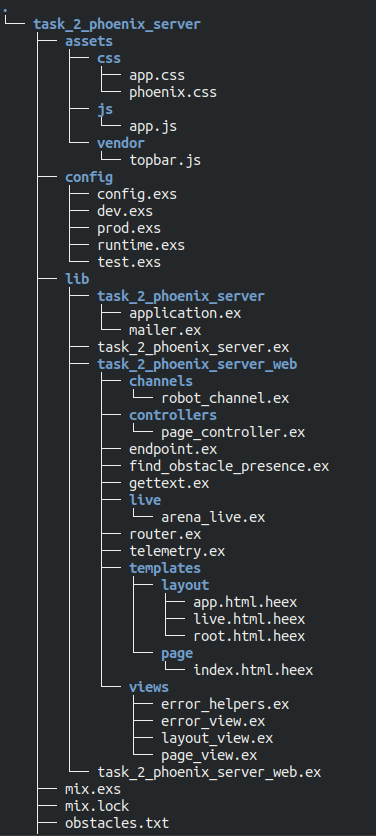 .
└── task_2_phoenix_server
    ├── assets
    │   ├── css
    │   │   ├── app.css
    │   │   └── phoenix.css
    │   ├── js
    │   │   └── app.js
    │   └── vendor
    │       └── topbar.js
    ├── config
    │   ├── config.exs
    │   ├── dev.exs
    │   ├── prod.exs
    │   ├── runtime.exs
    │   └── test.exs
    ├── lib
    │   ├── task_2_phoenix_server
    │   │   ├── application.ex
    │   │   └── mailer.ex
    │   ├── task_2_phoenix_server.ex
    │   ├── task_2_phoenix_server_web
    │   │   ├── channels
    │   │   │   └── robot_channel.ex
    │   │   ├── controllers
    │   │   │   └── page_controller.ex
    │   │   ├── endpoint.ex
    │   │   ├── find_obstacle_presence.ex
    │   │   ├── gettext.ex
    │   │   ├── live
    │   │   │   └── arena_live.ex
    │   │   ├── router.ex
    │   │   ├── telemetry.ex
    │   │   ├── templates
    │   │   │   ├── layout
    │   │   │   │   ├── app.html.heex
    │   │   │   │   ├── live.html.heex
    │   │   │   │   └── root.html.heex
    │   │   │   └── page
    │   │   │       └── index.html.heex
    │   │   └── views
    │   │       ├── error_helpers.ex
    │   │       ├── error_view.ex
    │   │       ├── layout_view.ex
    │   │       └── page_view.ex
    │   └── task_2_phoenix_server_web.ex
    ├── mix.exs
    ├── mix.lock
    ├── obstacles.txt